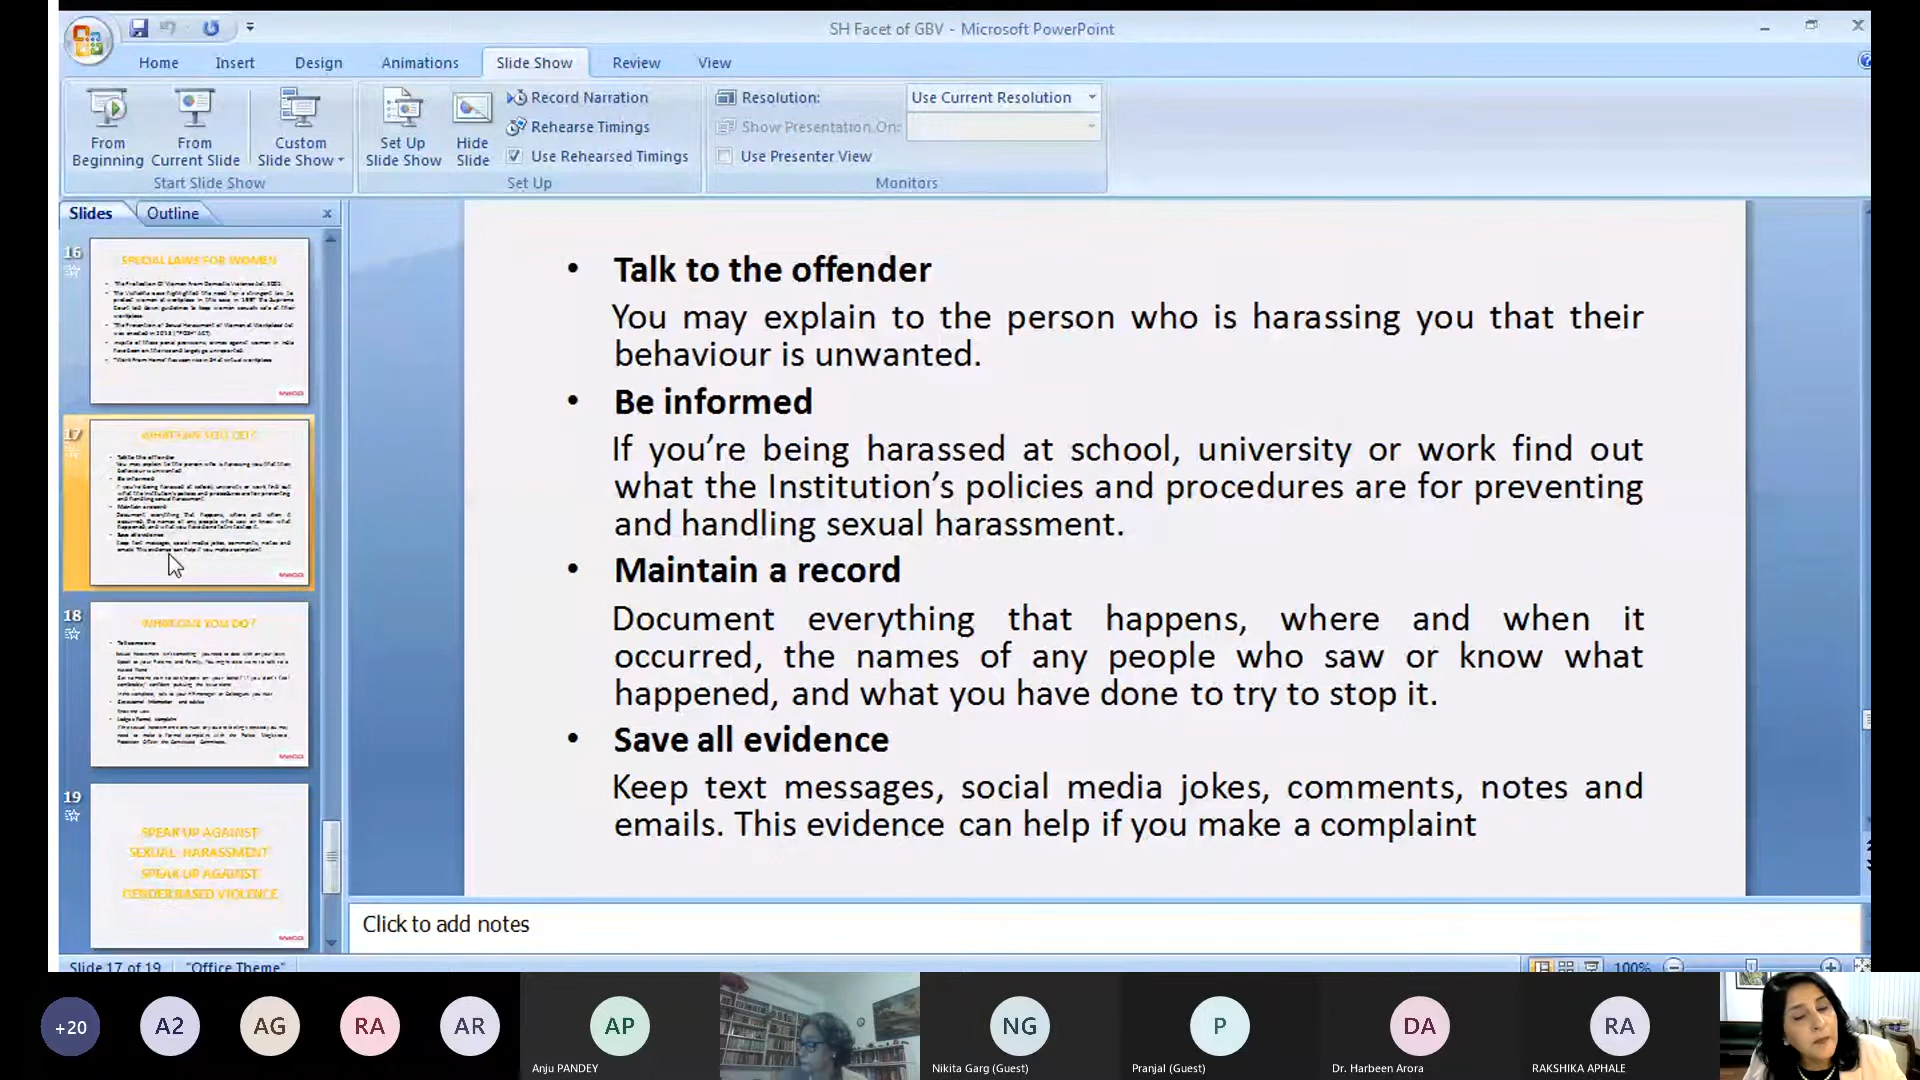 SH Facet of GBV - Microsoft PowerPoint
Home Insert Design Animations Slide Show Review View
From Beginning
From Current Slide
Custom Slide Show
Start Slide Show
Set Up Slide Show
Hide Slide
Record Narration
Rehearse Timings
Use Rehearsed Timings
Set Up
Resolution: Use Current Resolution
Show Presentation On:
Use Presenter View
Monitors
Slides Outline
16
SPECIAL LAWS FOR WOMEN
17
WHAT CAN YOU DO?
18
WHAT CAN YOU DO?
19
SPEAK UP AGAINST
SEXUAL HARASSMENT
SPEAK UP AGAINST
GENDER BASED VIOLENCE
• Talk to the offender
You may explain to the person who is harassing you that their
behaviour is unwanted.
• Be informed
If you’re being harassed at school, university or work find out
what the Institution’s policies and procedures are for preventing
and handling sexual harassment.
• Maintain a record
Document everything that happens, where and when it
occurred, the names of any people who saw or know what
happened, and what you have done to try to stop it.
• Save all evidence
Keep text messages, social media jokes, comments, notes and
emails. This evidence can help if you make a complaint
Click to add notes
Slide 17 of 19 "Office Theme" 100%
+20 A2 AG RA AR AP NG P DA RA
Anju PANDEY
Nikita Garg (Guest)
Pranjal (Guest)
Dr. Harbeen Arora
RAKSHIKA APHALE